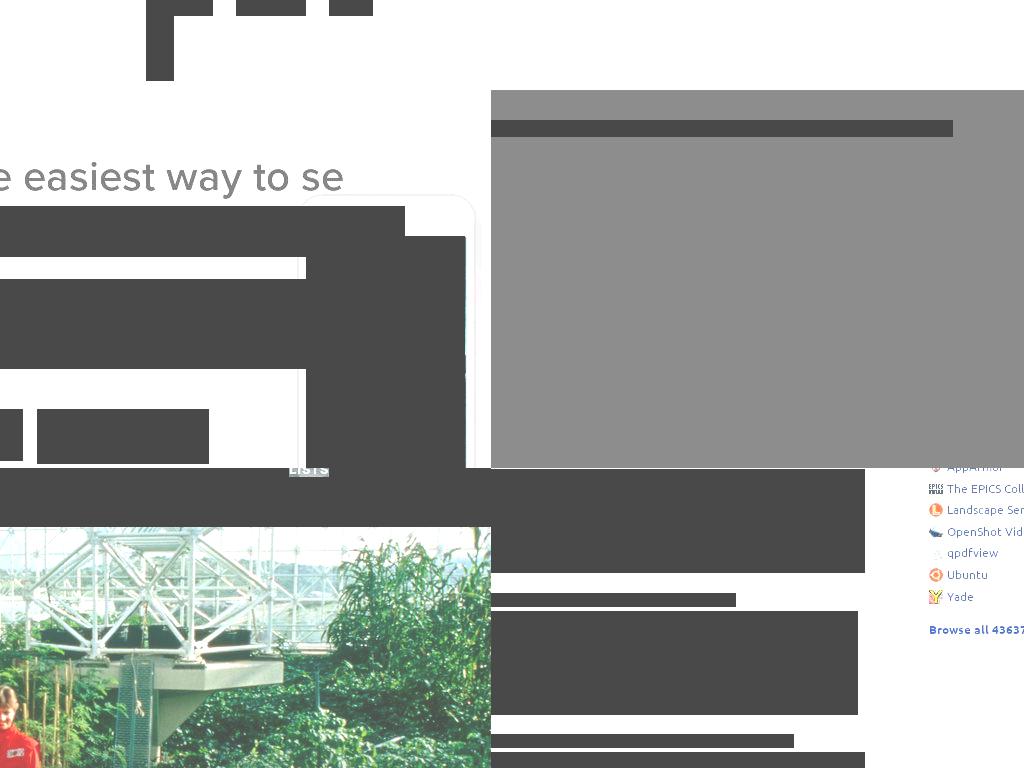 easiest way to se
LISTS
AppArmor
The EPICS Coll
Landscape Ser
OpenShot Vid
qpdfview
Ubuntu
Yade
Browse all 43637